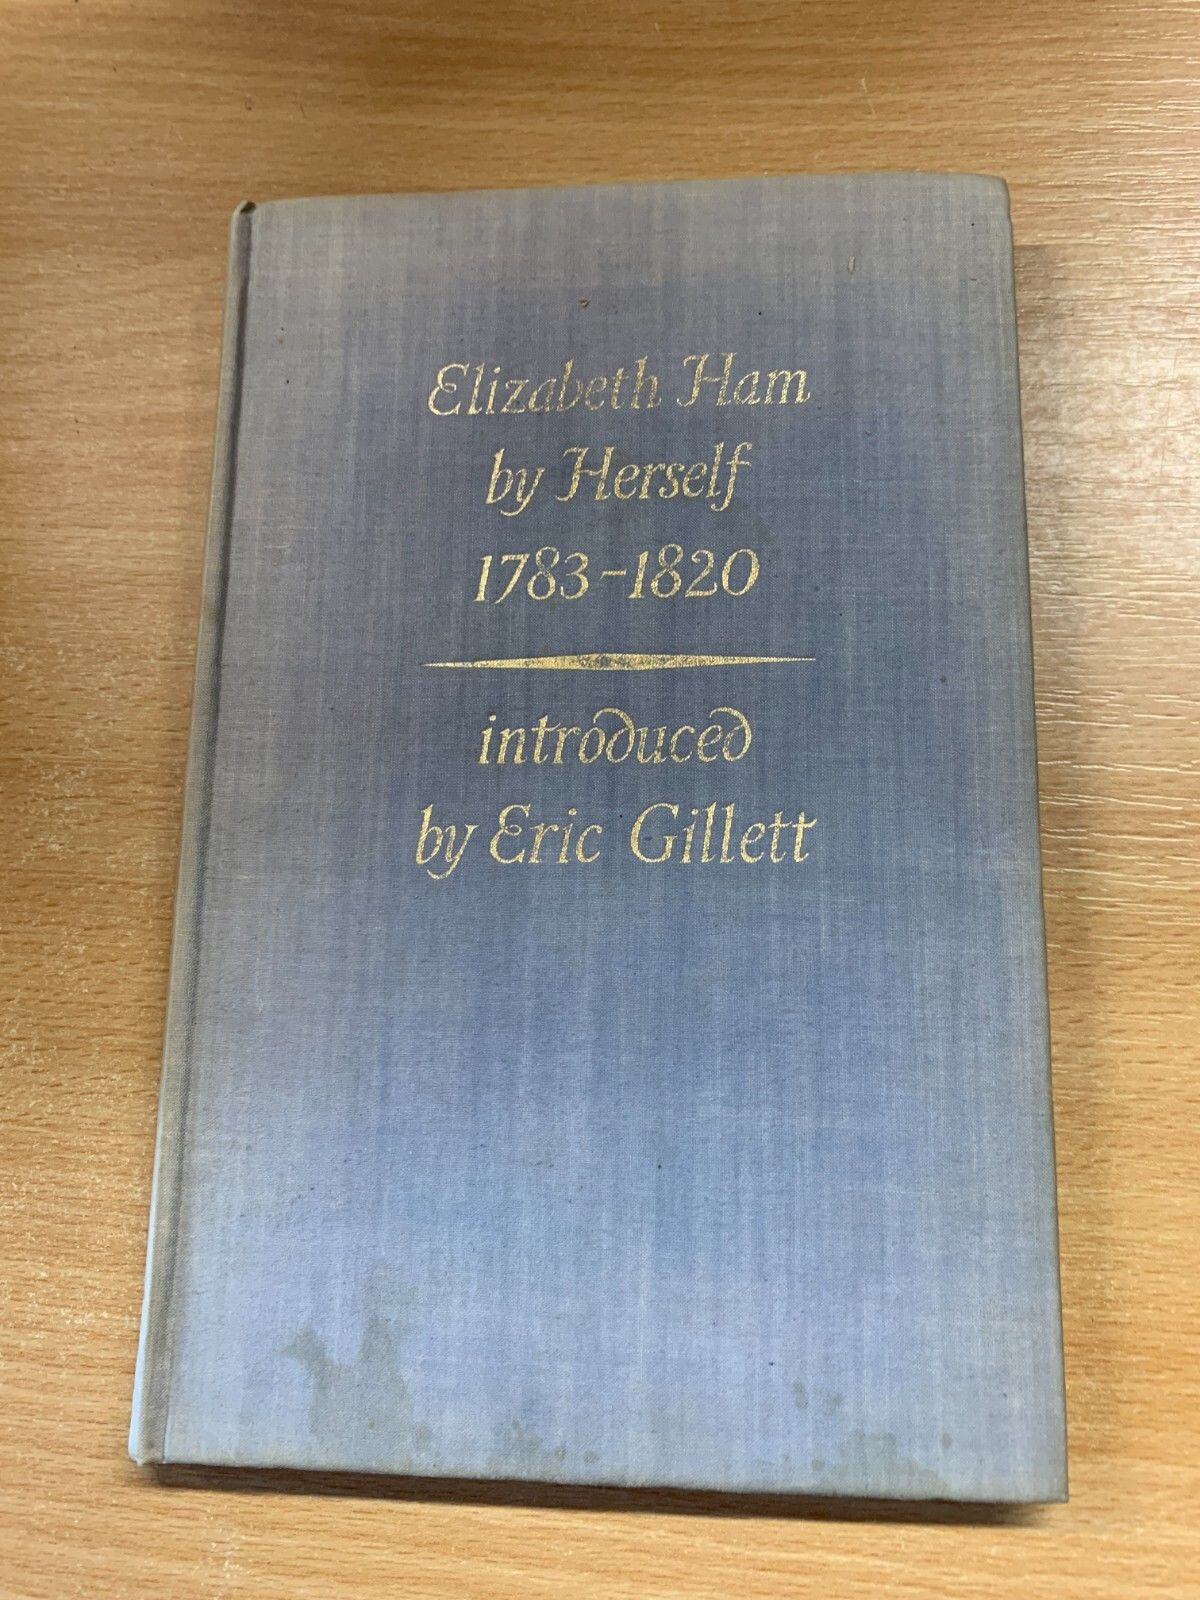 Elizabeth Ham
by Herself
1783-1820
introduced
by Eric Gillett